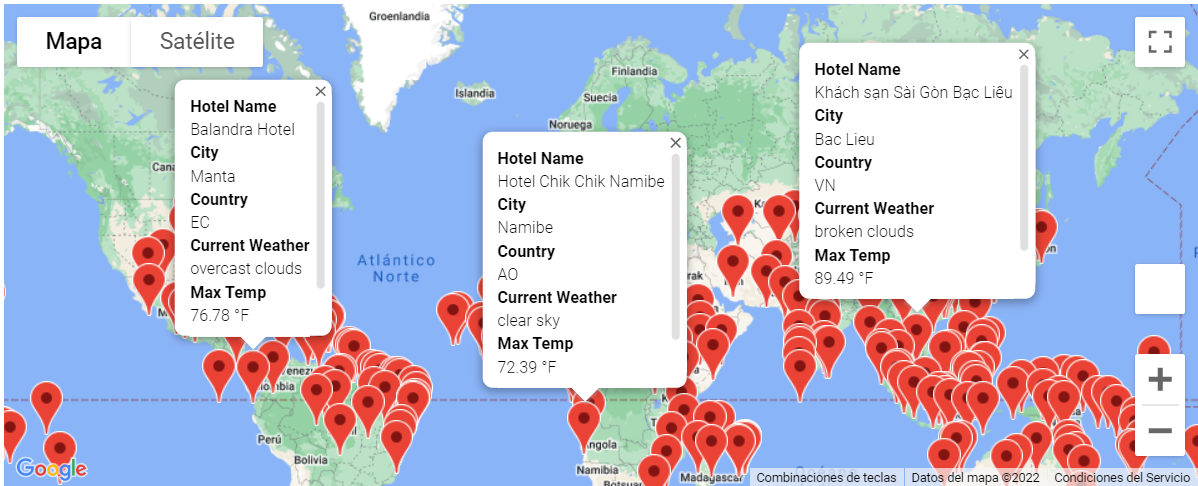 Mapa
Satélite
Groenlandia
Islandia
Finlandia
Suecia
Noruega
Atlántico
Norte
Hotel Name
Balandra Hotel
City
Manta
Country
EC
Current Weather
overcast clouds
Max Temp
76.78 °F
Hotel Name
Hotel Chik Chik Namibe
City
Namibe
Country
AO
Current Weather
clear sky
Max Temp
72.39 °F
Hotel Name
Khách sạn Sài Gòn Bạc Liêu
City
Bac Lieu
Country
VN
Current Weather
broken clouds
Max Temp
89.49 °F
Perú
Bolivia
Namibia
Madagascar
Google
Combinaciones de teclas
Datos del mapa ©2022
Condiciones del Servicio